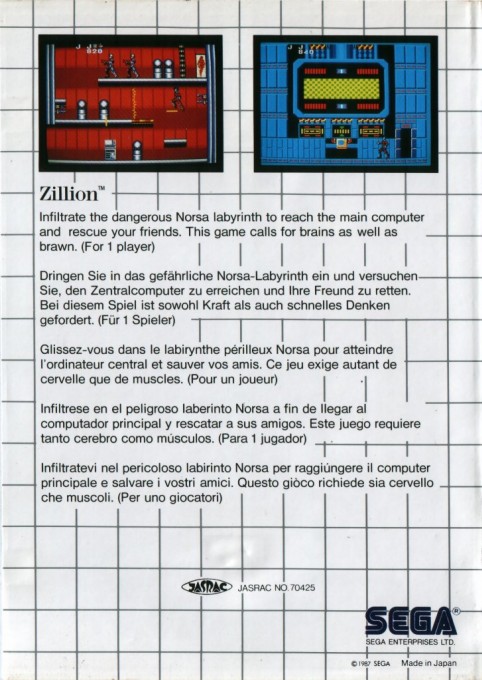 Zillion™
Infiltrate the dangerous Norsa labyrinth to reach the main computer
and rescue your friends. This game calls for brains as well as
brawn. (For 1 player)
Dringen Sie in das gefährliche Norsa-Labyrinth ein und versuchen
Sie, den Zentralcomputer zu erreichen und Ihre Freund zu retten.
Bei diesem Spiel ist sowohl Kraft als auch schnelles Denken
gefordert. (Für 1 Spieler)
Glissez-vous dans le labirynthe périlleux Norsa pour atteindre
l'ordinateur central et sauver vos amis. Ce jeu exige autant de
cervelle que de muscles. (Pour un joueur)
Infiltrese en el peligroso laberinto Norsa a fin de llegar al
computador principal y rescatar a sus amigos. Este juego requiere
tanto cerebro como músculos. (Para 1 jugador)
Infiltratevi nel pericoloso labirinto Norsa per raggiúngere il computer
principale e salvare i vostri amici. Questo giòco richiede sia cervello
che muscoli. (Per uno giocatori)
JASRAC JASRAC NO. 70425
SEGA®
SEGA ENTERPRISES LTD.
©1987 SEGA Made in Japan